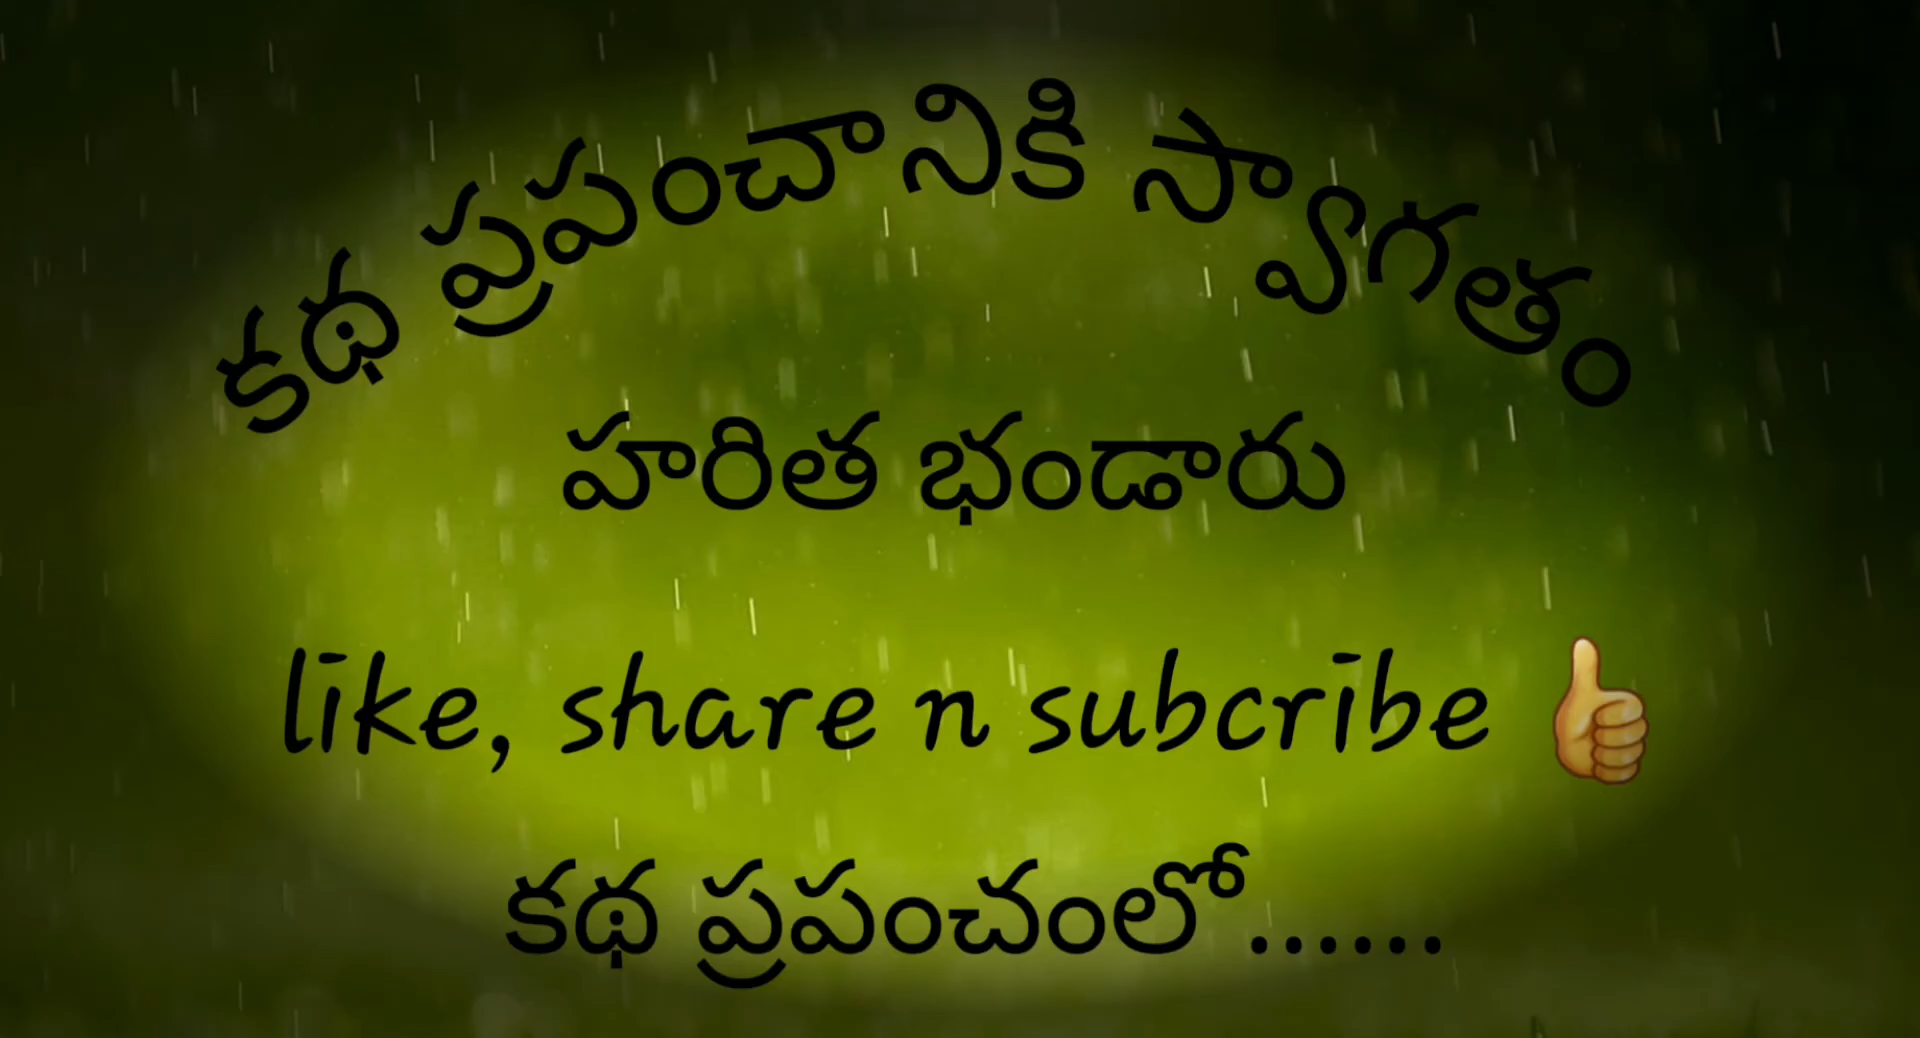 కథ ప్రపంచానికి స్వాగతం
హరిత భండారు
like, share n subcribe 👍
కథ ప్రపంచంలో......